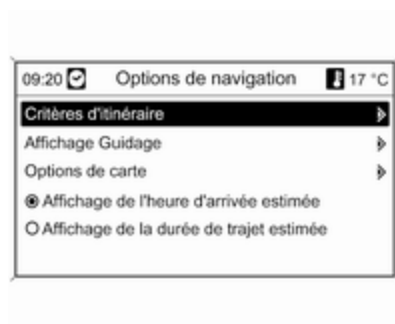 09:20 Options de navigation 17 °C
Critères d'itinéraire
Affichage Guidage
Options de carte
Affichage de l'heure d'arrivée estimée
Affichage de la durée de trajet estimée